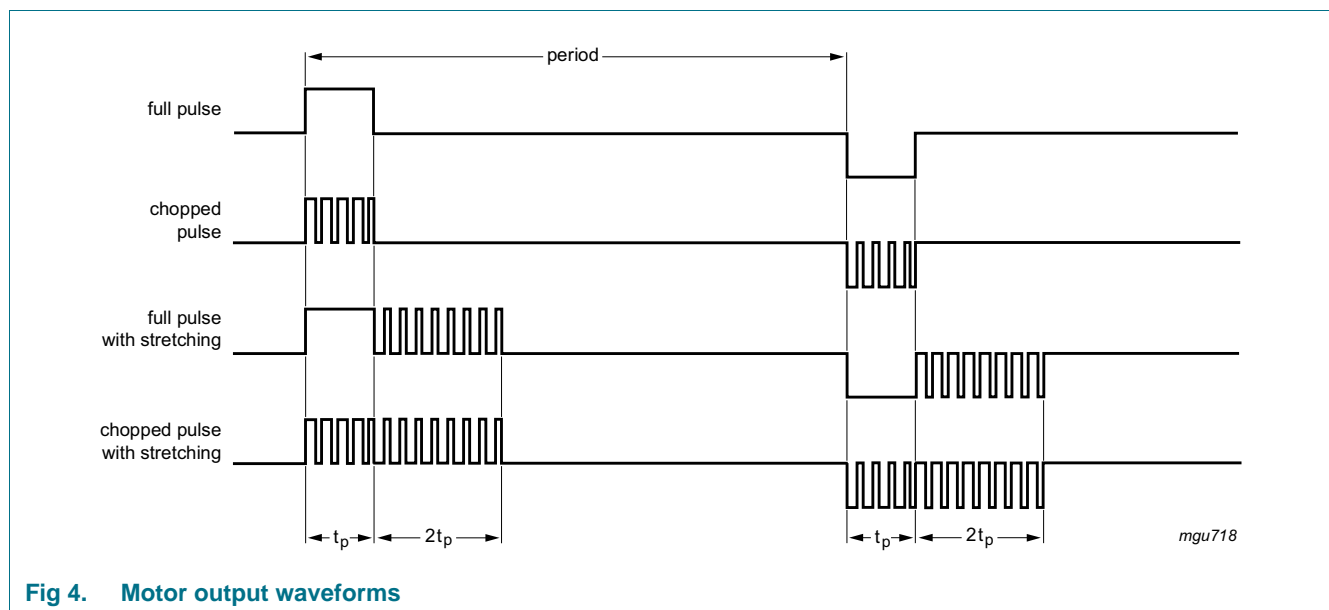 period
full pulse
chopped
pulse
full pulse
with stretching
chopped pulse
with stretching
tp
2tp
tp
2tp
mgu718
Fig 4. Motor output waveforms